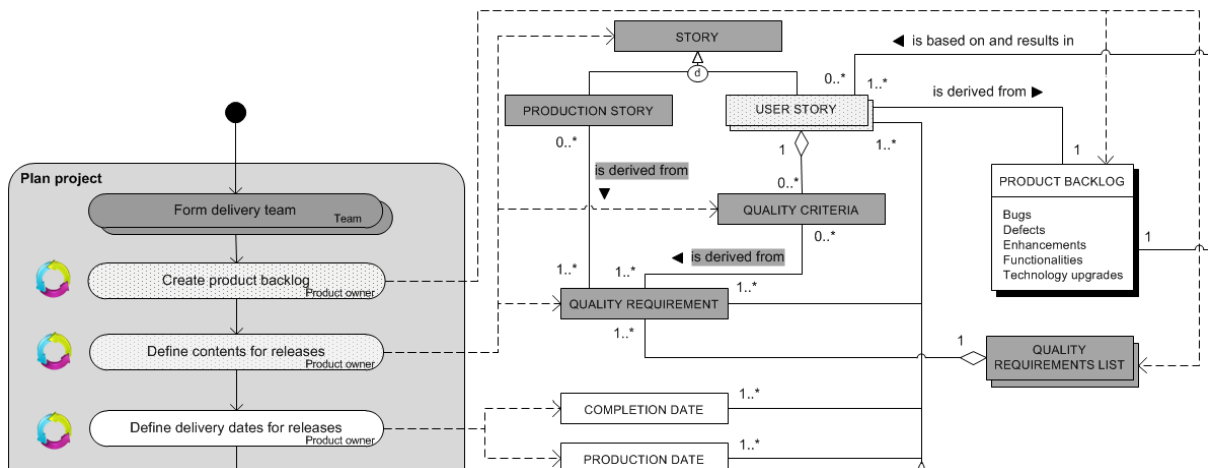 STORY
◄ is based on and results in
d
0..*
1..*
is derived from ►
PRODUCTION STORY
USER STORY
0..*
1
1..*
1
is derived from
▼
Plan project
PRODUCT BACKLOG
0..*
Form delivery team
Team
QUALITY CRITERIA
Bugs
Defects
Enhancements
Functionalities
Technology upgrades
0..*
1
◄ is derived from
Create product backlog
Product owner
1..*
1..*
1..*
QUALITY REQUIREMENT
1..*
1
Define contents for releases
Product owner
QUALITY
REQUIREMENTS LIST
1..*
COMPLETION DATE
Define delivery dates for releases
Product owner
1..*
PRODUCTION DATE